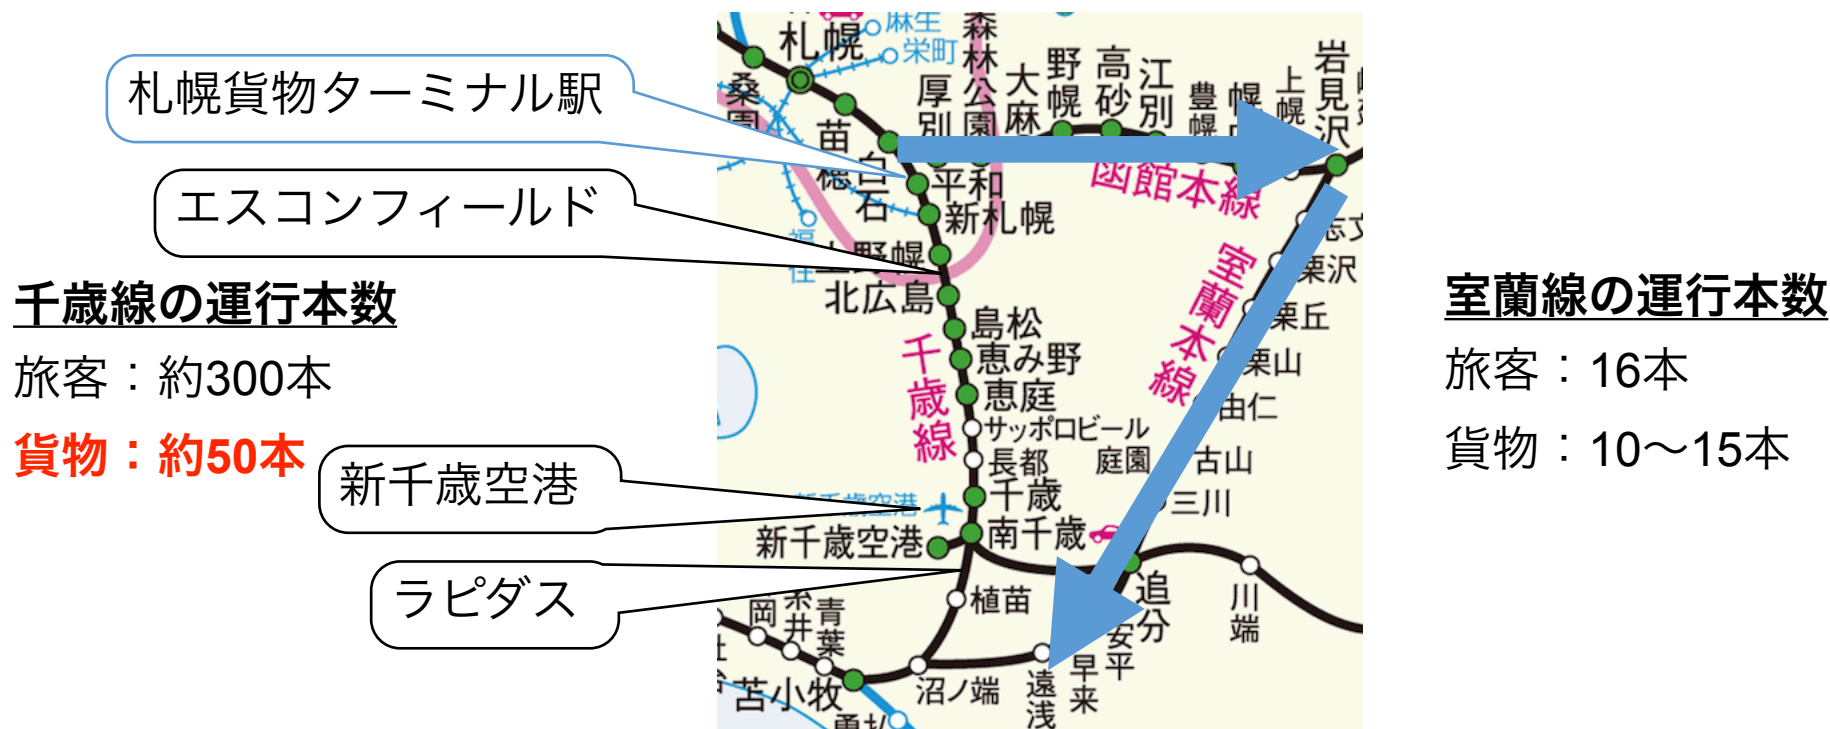 札幌貨物ターミナル駅
エスコンフィールド
千歳線の運行本数
旅客：約300本
貨物：約50本
新千歳空港
ラピダス
麻生
栄町
札幌
桑園
苗穂
白石
厚別
森林公園
大麻
野幌
高砂
江別
豊幌
上幌
岩見沢
函館本線
平和
新札幌
福住
上野幌
北広島
島松
恵み野
恵庭
サッポロビール
庭園
長都
千歳
千歳線
新千歳空港
新千歳空港
南千歳
植苗
糸井
青葉
苫小牧
沼ノ端
勇払
遠浅
早来
安平
追分
川端
三川
古山
由仁
栗山
栗丘
栗沢
志文
室蘭本線
室蘭線の運行本数
旅客：16本
貨物：10〜15本